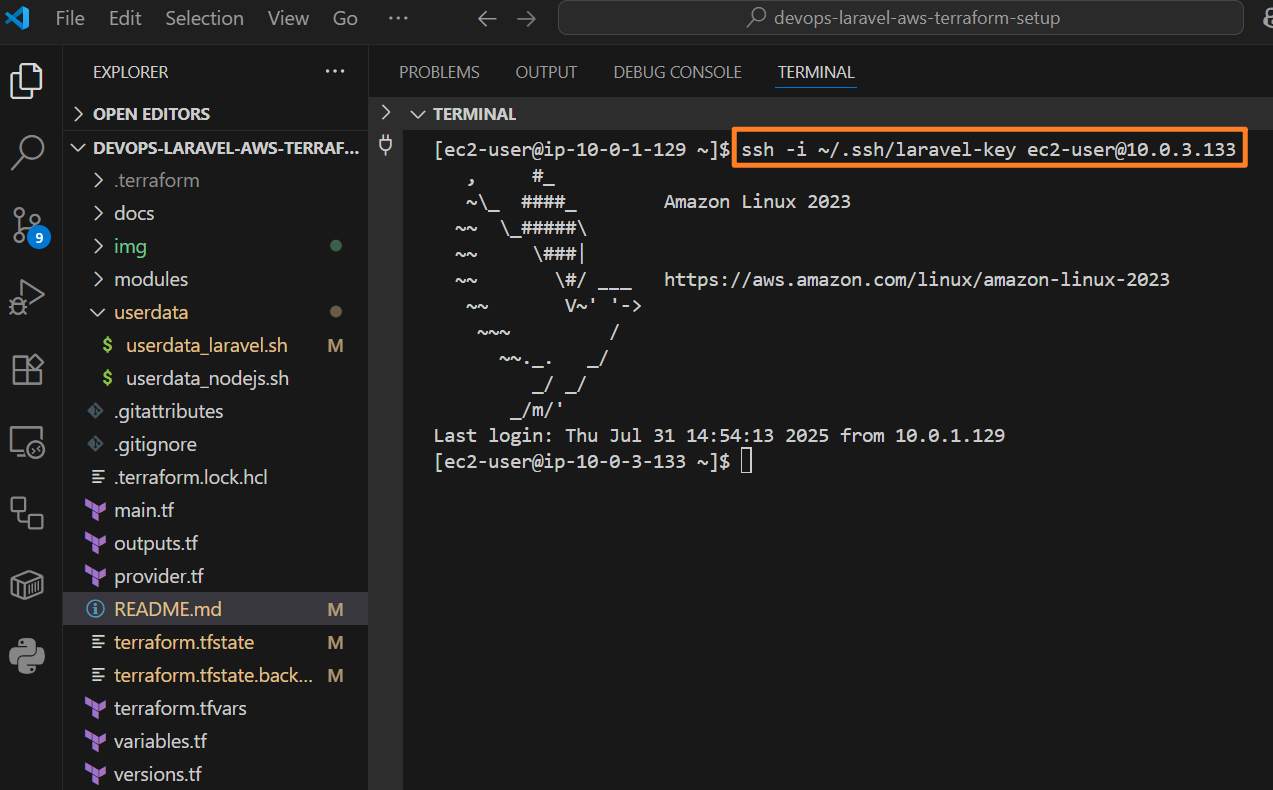 File Edit Selection View Go ··· devops-laravel-aws-terraform-setup
EXPLORER ···
OPEN EDITORS
DEVOPS-LARAVEL-AWS-TERRAF...
.terraform
docs
img
modules
userdata
$ userdata_laravel.sh M
$ userdata_nodejs.sh
.gitattributes
.gitignore
.terraform.lock.hcl
main.tf
outputs.tf
provider.tf
README.md M
terraform.tfstate M
terraform.tfstate.back... M
terraform.tfvars
variables.tf
versions.tf
9
PROBLEMS OUTPUT DEBUG CONSOLE TERMINAL
TERMINAL
[ec2-user@ip-10-0-1-129 ~]$ ssh -i ~/.ssh/laravel-key ec2-user@10.0.3.133
   ,     #_
   ~\_  ####_        Amazon Linux 2023
  ~~  \_#####\
  ~~     \###|
  ~~       \#/ ___   https://aws.amazon.com/linux/amazon-linux-2023
   ~~       V~' '->
    ~~~         /
      ~~._.   _/
         _/ _/
       _/m/'
Last login: Thu Jul 31 14:54:13 2025 from 10.0.1.129
[ec2-user@ip-10-0-3-133 ~]$